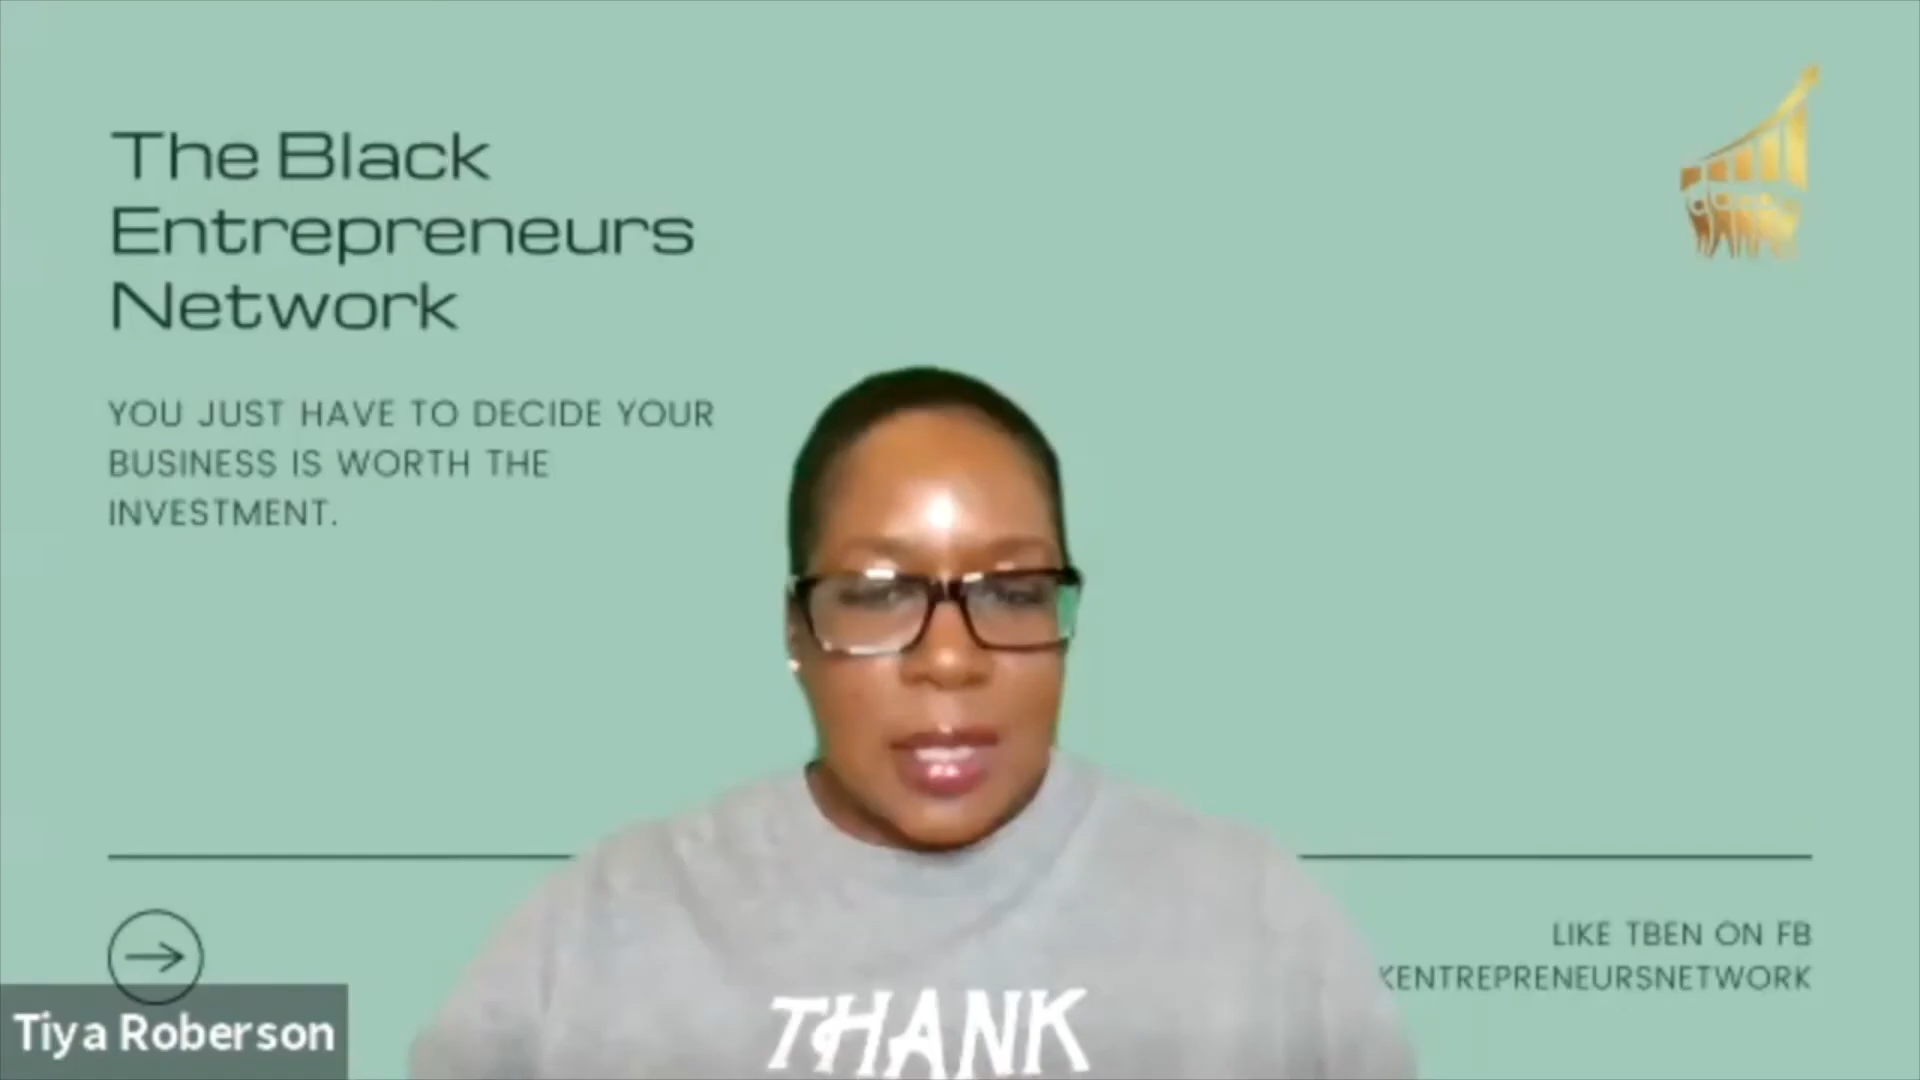 The Black
Entrepreneurs
Network
YOU JUST HAVE TO DECIDE YOUR
BUSINESS IS WORTH THE
INVESTMENT.
LIKE TBEN ON FB
KENTREPRENEURSNETWORK
Tiya Roberson
THANK